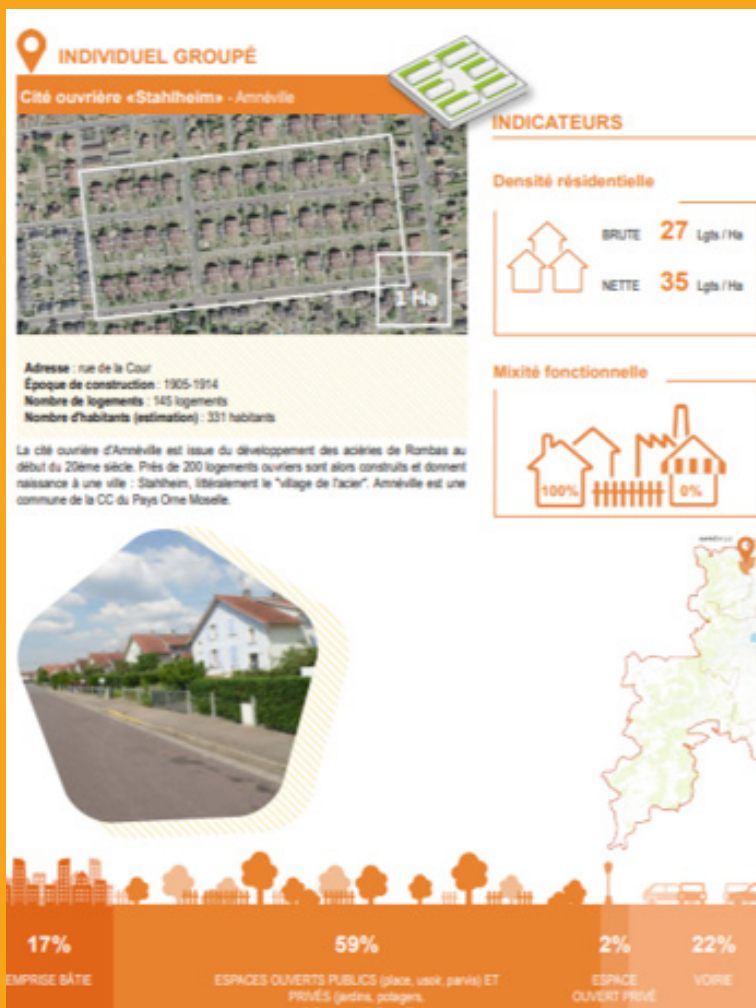 INDIVIDUEL GROUPÉ
Cité ouvrière «Stahlheim» - Amnéville
1 Ha
Adresse : rue de la Cour
Époque de construction : 1905-1914
Nombre de logements : 145 logements
Nombre d'habitants (estimation) : 331 habitants
La cité ouvrière d'Amnéville est issue du développement des aciéries de Rombas au
début du 20ème siècle. Près de 200 logements ouvriers sont alors construits et donnent
naissance à une ville : Stahlheim, littéralement le "village de l'acier". Amnéville est une
commune de la CC du Pays Orne Moselle.
INDICATEURS
Densité résidentielle
BRUTE 27 Lgts / Ha
NETTE 35 Lgts / Ha
Mixité fonctionnelle
100% 0%
17%
EMPRISE BÂTIE
59%
ESPACES OUVERTS PUBLICS (place, usoir, parvis) ET
PRIVÉS (jardins, potagers,
2%
ESPACE
OUVERT PRIVÉ
22%
VOIRIE